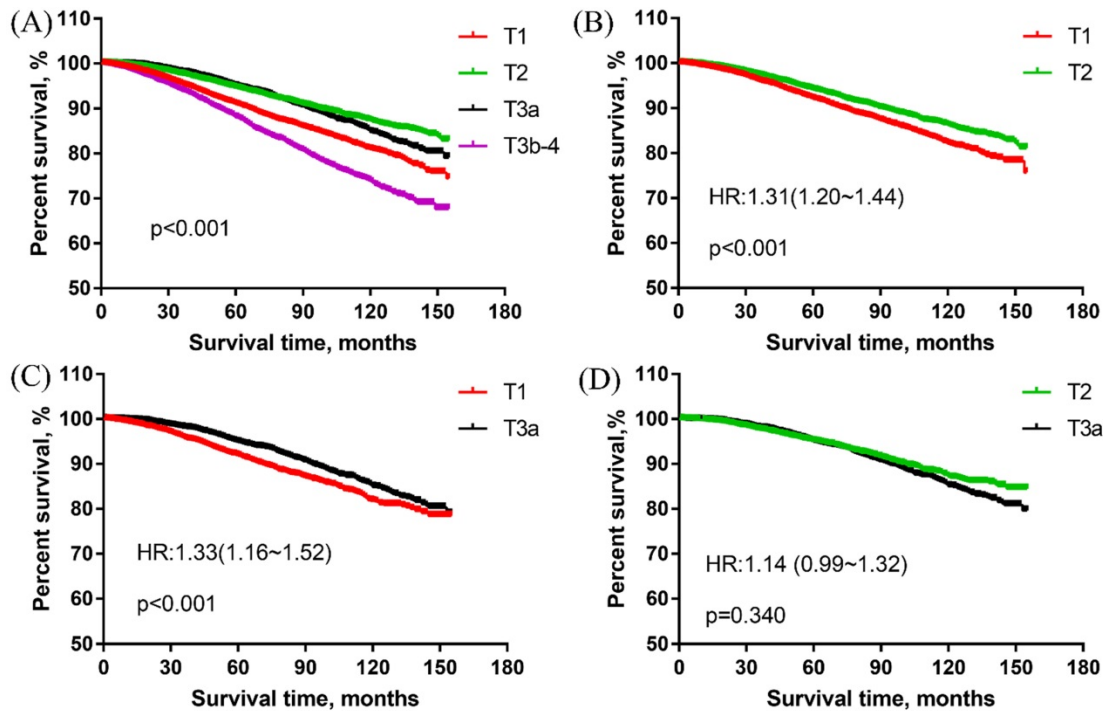 (A)
110
100
90
80
70
60
50
0 30 60 90 120 150 180
Percent survival, %
Survival time, months
T1
T2
T3a
T3b-4
p<0.001
(B)
110
100
90
80
70
60
50
0 30 60 90 120 150 180
Percent survival, %
Survival time, months
T1
T2
HR:1.31(1.20~1.44)
p<0.001
(C)
110
100
90
80
70
60
50
0 30 60 90 120 150 180
Percent survival, %
Survival time, months
T1
T3a
HR:1.33(1.16~1.52)
p<0.001
(D)
110
100
90
80
70
60
50
0 30 60 90 120 150 180
Percent survival,%
Survival time, months
T2
T3a
HR:1.14 (0.99~1.32)
p=0.340